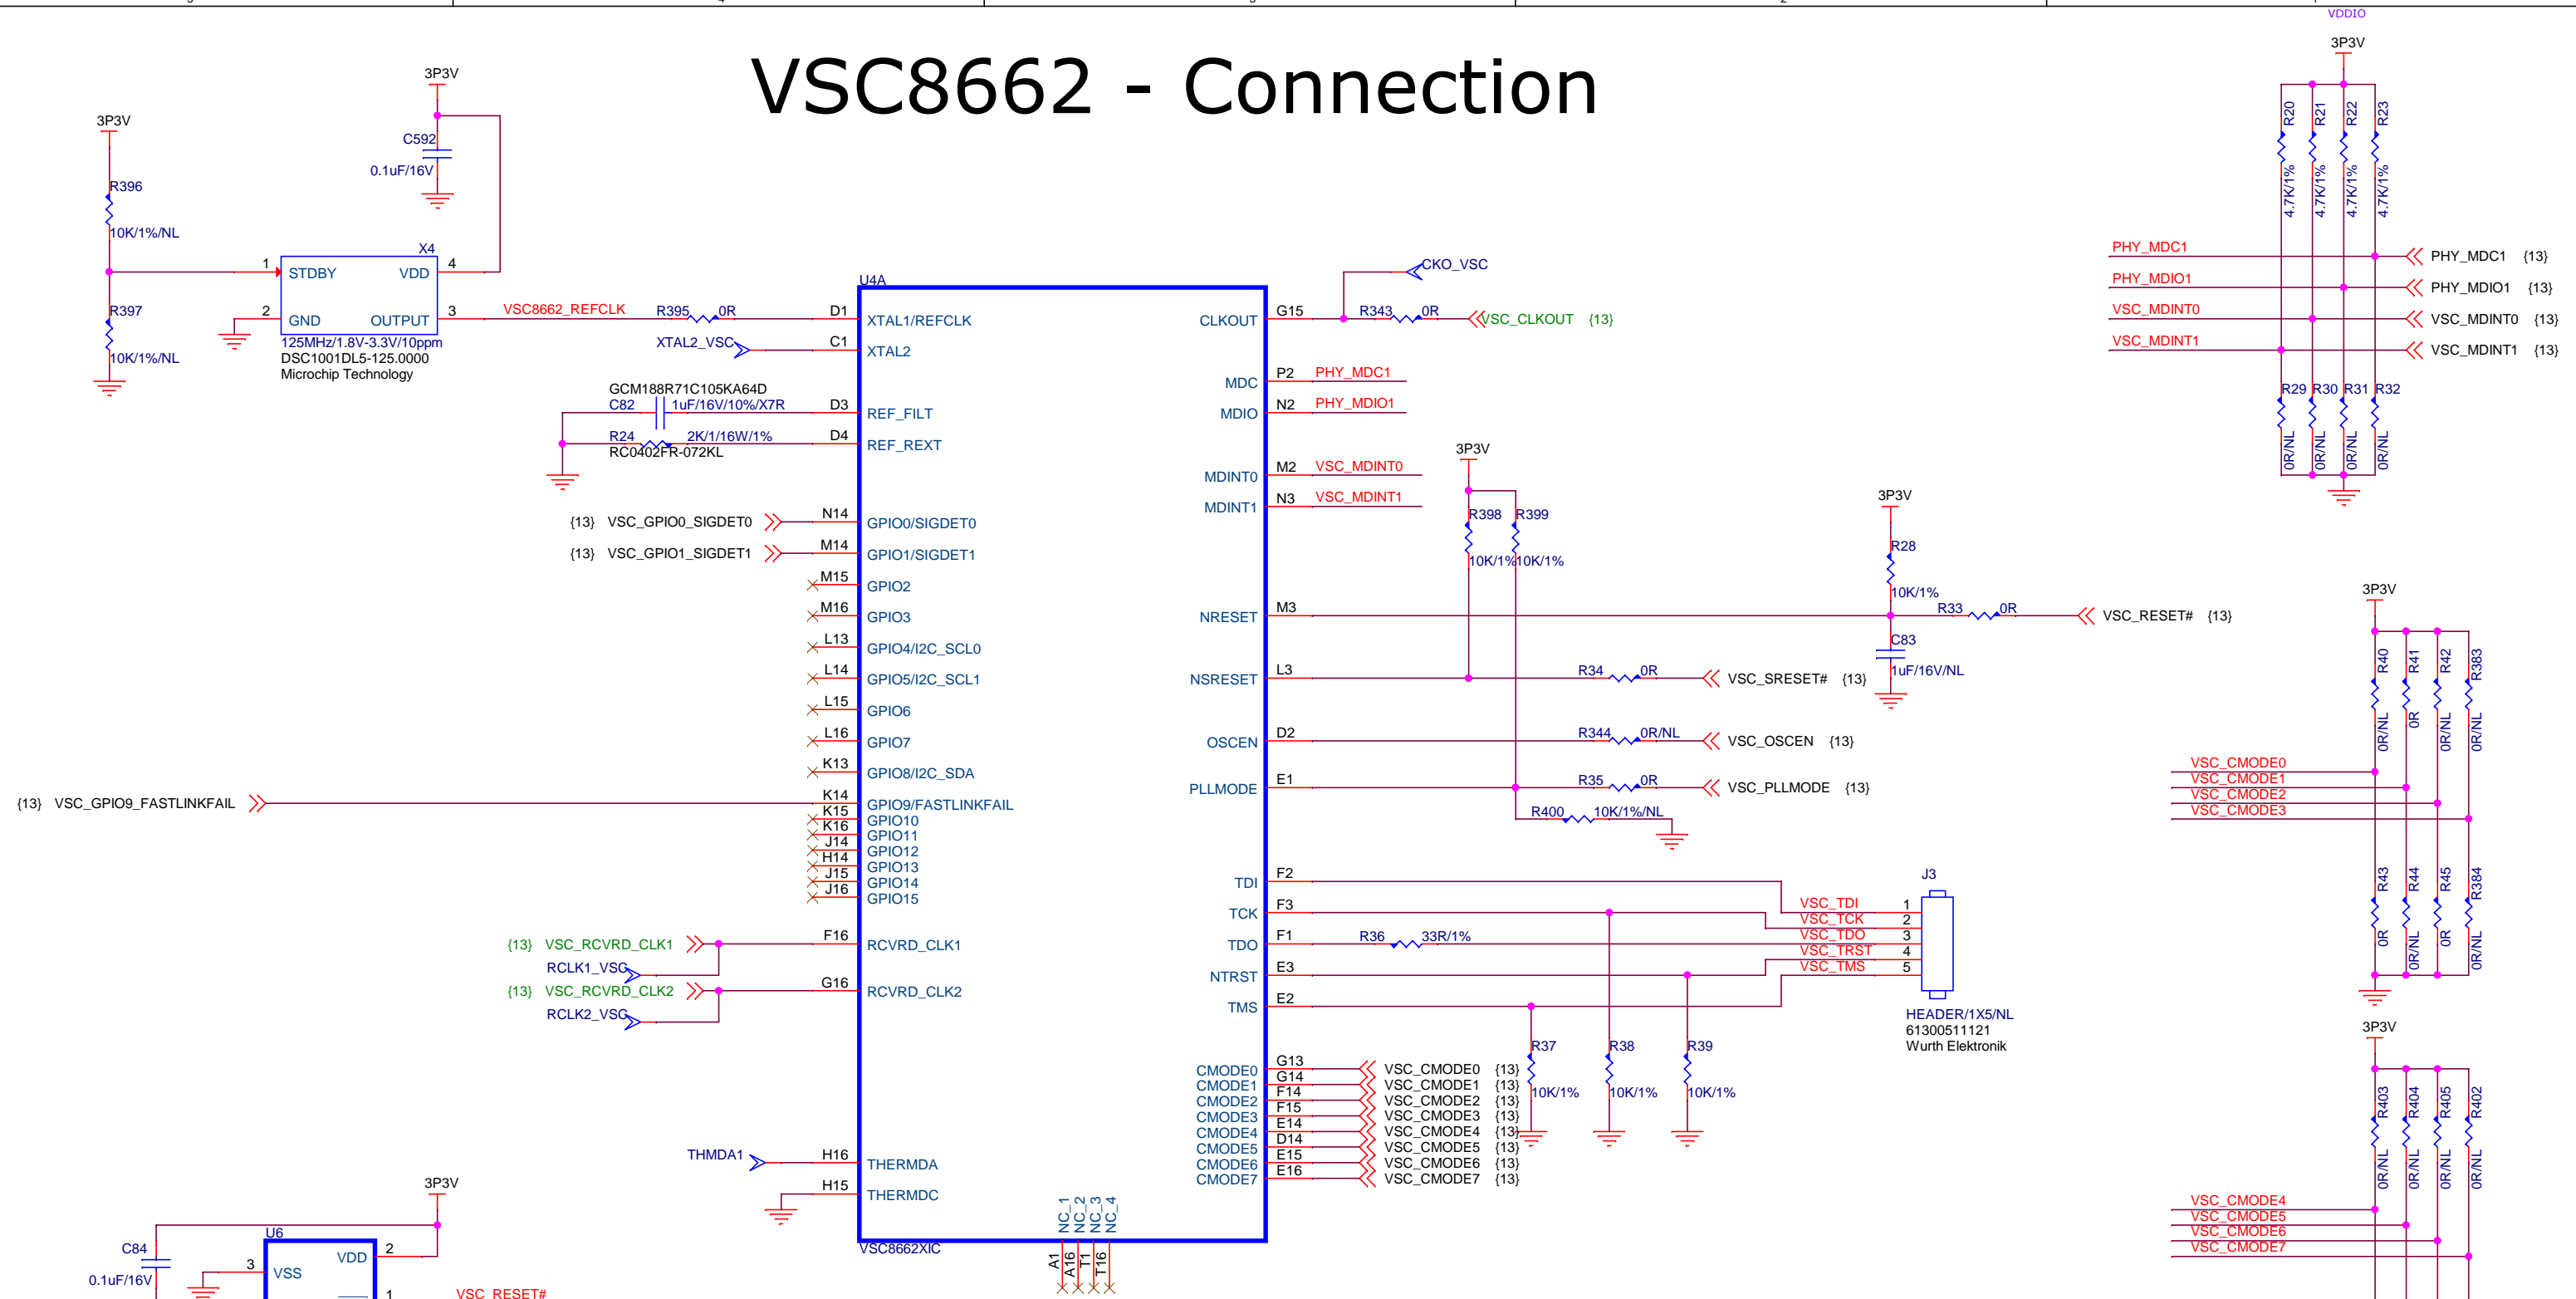 VDDIO
VSC8662 - Connection
3P3V
C592
0.1uF/16V
3P3V
R396
10K/1%/NL
R397
10K/1%/NL
X4
1 STDBY VDD 4
2 GND OUTPUT 3
125MHz/1.8V-3.3V/10ppm
DSC1001DL5-125.0000
Microchip Technology
VSC8662_REFCLK R395 0R
XTAL2_VSC
GCM188R71C105KA64D
C82 1uF/16V/10%/X7R
R24 2K/1/16W/1%
RC0402FR-072KL
{13} VSC_GPIO0_SIGDET0
{13} VSC_GPIO1_SIGDET1
{13} VSC_GPIO9_FASTLINKFAIL
{13} VSC_RCVRD_CLK1
RCLK1_VSC
{13} VSC_RCVRD_CLK2
RCLK2_VSC
THMDA1
U4A
D1 XTAL1/REFCLK
C1 XTAL2
D3 REF_FILT
D4 REF_REXT
N14 GPIO0/SIGDET0
M14 GPIO1/SIGDET1
M15 GPIO2
M16 GPIO3
L13 GPIO4/I2C_SCL0
L14 GPIO5/I2C_SCL1
L15 GPIO6
L16 GPIO7
K13 GPIO8/I2C_SDA
K14 GPIO9/FASTLINKFAIL
K15 GPIO10
K16 GPIO11
J14 GPIO12
H14 GPIO13
J15 GPIO14
J16 GPIO15
F16 RCVRD_CLK1
G16 RCVRD_CLK2
H16 THERMDA
H15 THERMDC
NC_1 A1
NC_2 A16
NC_3 T1
NC_4 T16
VSC8662XIC
CLKOUT G15
MDC P2 PHY_MDC1
MDIO N2 PHY_MDIO1
MDINT0 M2 VSC_MDINT0
MDINT1 N3 VSC_MDINT1
NRESET M3
NSRESET L3
OSCEN D2
PLLMODE E1
TDI F2
TCK F3
TDO F1
NTRST E3
TMS E2
CMODE0 G13 VSC_CMODE0 {13}
CMODE1 G14 VSC_CMODE1 {13}
CMODE2 F14 VSC_CMODE2 {13}
CMODE3 F15 VSC_CMODE3 {13}
CMODE4 E14 VSC_CMODE4 {13}
CMODE5 D14 VSC_CMODE5 {13}
CMODE6 E15 VSC_CMODE6 {13}
CMODE7 E16 VSC_CMODE7 {13}
CKO_VSC
R343 0R VSC_CLKOUT {13}
3P3V
R398 R399
10K/1% 10K/1%
3P3V
R28
10K/1%
R33 0R VSC_RESET# {13}
C83
1uF/16V/NL
R34 0R VSC_SRESET# {13}
R344 0R/NL VSC_OSCEN {13}
R35 0R VSC_PLLMODE {13}
R400 10K/1%/NL
R36 33R/1%
J3
VSC_TDI 1
VSC_TCK 2
VSC_TDO 3
VSC_TRST 4
VSC_TMS 5
HEADER/1X5/NL
61300511121
Wurth Elektronik
R37 R38 R39
10K/1% 10K/1% 10K/1%
3P3V
R20 R21 R22 R23
4.7K/1% 4.7K/1% 4.7K/1% 4.7K/1%
PHY_MDC1 PHY_MDC1 {13}
PHY_MDIO1 PHY_MDIO1 {13}
VSC_MDINT0 VSC_MDINT0 {13}
VSC_MDINT1 VSC_MDINT1 {13}
R29 R30 R31 R32
0R/NL 0R/NL 0R/NL 0R/NL
3P3V
R40 R41 R42 R383
0R/NL 0R 0R/NL 0R/NL
VSC_CMODE0
VSC_CMODE1
VSC_CMODE2
VSC_CMODE3
R43 R44 R45 R384
0R 0R/NL 0R 0R/NL
3P3V
R403 R404 R405 R402
0R/NL 0R/NL 0R/NL 0R/NL
VSC_CMODE4
VSC_CMODE5
VSC_CMODE6
VSC_CMODE7
3P3V
C84
0.1uF/16V
U6
VDD 2
3 VSS
1 VSC_RESET#